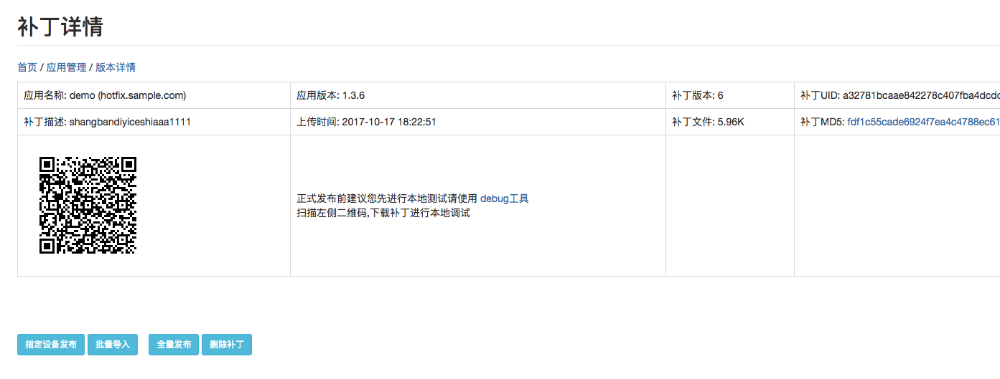 补丁详情
首页 / 应用管理 / 版本详情
应用名称: demo (hotfix.sample.com) 应用版本: 1.3.6 补丁版本: 6 补丁UID: a32781bcaae842278c407fba4dcdc
补丁描述: shangbandiyiceshiaaa1111 上传时间: 2017-10-17 18:22:51 补丁文件: 5.96K 补丁MD5: fdf1c55cade6924f7ea4c4788ec61
正式发布前建议您先进行本地测试请使用 debug工具
扫描左侧二维码,下载补丁进行本地调试
指定设备发布 批量导入 全量发布 删除补丁